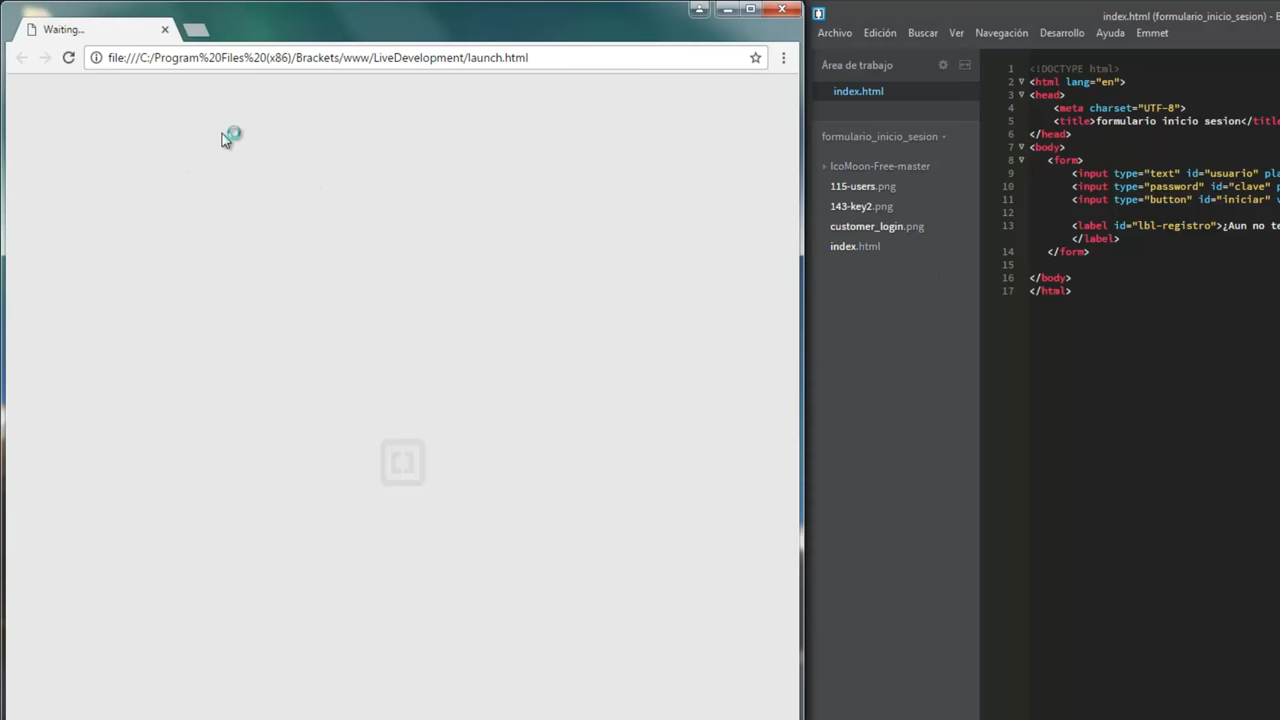 Waiting...
file:///C:/Program%20Files%20(x86)/Brackets/www/LiveDevelopment/launch.html
index.html (formulario_inicio_sesion) -
Archivo Edición Buscar Ver Navegación Desarrollo Ayuda Emmet
Área de trabajo
index.html
formulario_inicio_sesion
IcoMoon-Free-master
115-users.png
143-key2.png
customer_login.png
index.html
1 <!DOCTYPE html>
2 <html lang="en">
3 <head>
4 <meta charset="UTF-8">
5 <title>formulario inicio sesion</title
6 </head>
7 <body>
8 <form>
9 <input type="text" id="usuario"
10 <input type="password" id="clave"
11 <input type="button" id="iniciar"
12
13 <label id="lbl-registro">¿Aun no
</label>
14 </form>
15
16 </body>
17 </html>